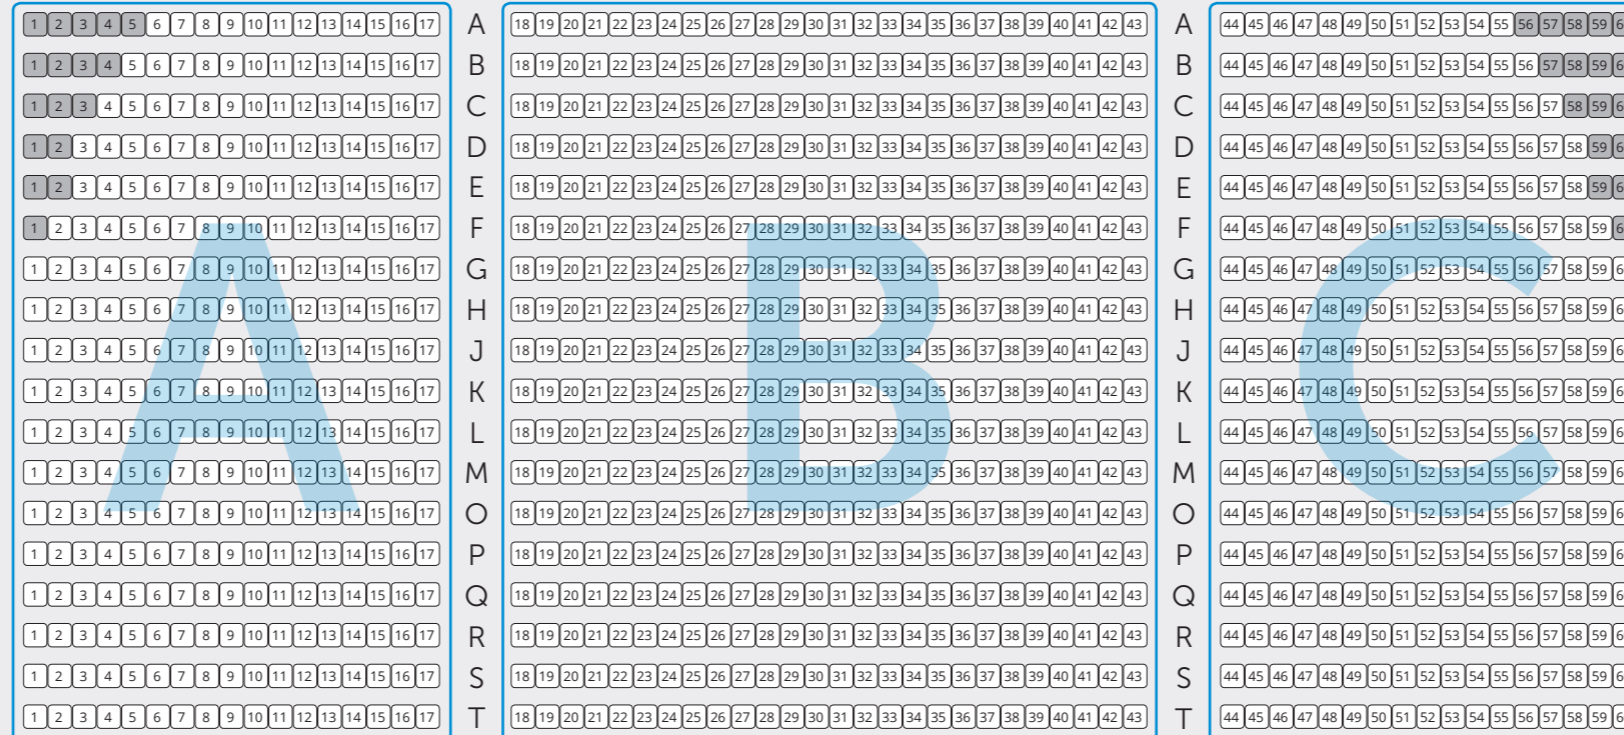 1 2 3 4 5 6 7 8 9 10 11 12 13 14 15 16 17 A 18 19 20 21 22 23 24 25 26 27 28 29 30 31 32 33 34 35 36 37 38 39 40 41 42 43 A 44 45 46 47 48 49 50 51 52 53 54 55 56 57 58 59
1 2 3 4 5 6 7 8 9 10 11 12 13 14 15 16 17 B 18 19 20 21 22 23 24 25 26 27 28 29 30 31 32 33 34 35 36 37 38 39 40 41 42 43 B 44 45 46 47 48 49 50 51 52 53 54 55 56 57 58 59
1 2 3 4 5 6 7 8 9 10 11 12 13 14 15 16 17 C 18 19 20 21 22 23 24 25 26 27 28 29 30 31 32 33 34 35 36 37 38 39 40 41 42 43 C 44 45 46 47 48 49 50 51 52 53 54 55 56 57 58 59
1 2 3 4 5 6 7 8 9 10 11 12 13 14 15 16 17 D 18 19 20 21 22 23 24 25 26 27 28 29 30 31 32 33 34 35 36 37 38 39 40 41 42 43 D 44 45 46 47 48 49 50 51 52 53 54 55 56 57 58 59
1 2 3 4 5 6 7 8 9 10 11 12 13 14 15 16 17 E 18 19 20 21 22 23 24 25 26 27 28 29 30 31 32 33 34 35 36 37 38 39 40 41 42 43 E 44 45 46 47 48 49 50 51 52 53 54 55 56 57 58 59
1 2 3 4 5 6 7 8 9 10 11 12 13 14 15 16 17 F 18 19 20 21 22 23 24 25 26 27 28 29 30 31 32 33 34 35 36 37 38 39 40 41 42 43 F 44 45 46 47 48 49 50 51 52 53 54 55 56 57 58 59
1 2 3 4 5 6 7 8 9 10 11 12 13 14 15 16 17 G 18 19 20 21 22 23 24 25 26 27 28 29 30 31 32 33 34 35 36 37 38 39 40 41 42 43 G 44 45 46 47 48 49 50 51 52 53 54 55 56 57 58 59
1 2 3 4 5 6 7 8 9 10 11 12 13 14 15 16 17 H 18 19 20 21 22 23 24 25 26 27 28 29 30 31 32 33 34 35 36 37 38 39 40 41 42 43 H 44 45 46 47 48 49 50 51 52 53 54 55 56 57 58 59
1 2 3 4 5 6 7 8 9 10 11 12 13 14 15 16 17 J 18 19 20 21 22 23 24 25 26 27 28 29 30 31 32 33 34 35 36 37 38 39 40 41 42 43 J 44 45 46 47 48 49 50 51 52 53 54 55 56 57 58 59
1 2 3 4 5 6 7 8 9 10 11 12 13 14 15 16 17 K 18 19 20 21 22 23 24 25 26 27 28 29 30 31 32 33 34 35 36 37 38 39 40 41 42 43 K 44 45 46 47 48 49 50 51 52 53 54 55 56 57 58 59
1 2 3 4 5 6 7 8 9 10 11 12 13 14 15 16 17 L 18 19 20 21 22 23 24 25 26 27 28 29 30 31 32 33 34 35 36 37 38 39 40 41 42 43 L 44 45 46 47 48 49 50 51 52 53 54 55 56 57 58 59
1 2 3 4 5 6 7 8 9 10 11 12 13 14 15 16 17 M 18 19 20 21 22 23 24 25 26 27 28 29 30 31 32 33 34 35 36 37 38 39 40 41 42 43 M 44 45 46 47 48 49 50 51 52 53 54 55 56 57 58 59
1 2 3 4 5 6 7 8 9 10 11 12 13 14 15 16 17 O 18 19 20 21 22 23 24 25 26 27 28 29 30 31 32 33 34 35 36 37 38 39 40 41 42 43 O 44 45 46 47 48 49 50 51 52 53 54 55 56 57 58 59
1 2 3 4 5 6 7 8 9 10 11 12 13 14 15 16 17 P 18 19 20 21 22 23 24 25 26 27 28 29 30 31 32 33 34 35 36 37 38 39 40 41 42 43 P 44 45 46 47 48 49 50 51 52 53 54 55 56 57 58 59
1 2 3 4 5 6 7 8 9 10 11 12 13 14 15 16 17 Q 18 19 20 21 22 23 24 25 26 27 28 29 30 31 32 33 34 35 36 37 38 39 40 41 42 43 Q 44 45 46 47 48 49 50 51 52 53 54 55 56 57 58 59
1 2 3 4 5 6 7 8 9 10 11 12 13 14 15 16 17 R 18 19 20 21 22 23 24 25 26 27 28 29 30 31 32 33 34 35 36 37 38 39 40 41 42 43 R 44 45 46 47 48 49 50 51 52 53 54 55 56 57 58 59
1 2 3 4 5 6 7 8 9 10 11 12 13 14 15 16 17 S 18 19 20 21 22 23 24 25 26 27 28 29 30 31 32 33 34 35 36 37 38 39 40 41 42 43 S 44 45 46 47 48 49 50 51 52 53 54 55 56 57 58 59
1 2 3 4 5 6 7 8 9 10 11 12 13 14 15 16 17 T 18 19 20 21 22 23 24 25 26 27 28 29 30 31 32 33 34 35 36 37 38 39 40 41 42 43 T 44 45 46 47 48 49 50 51 52 53 54 55 56 57 58 59
A B C